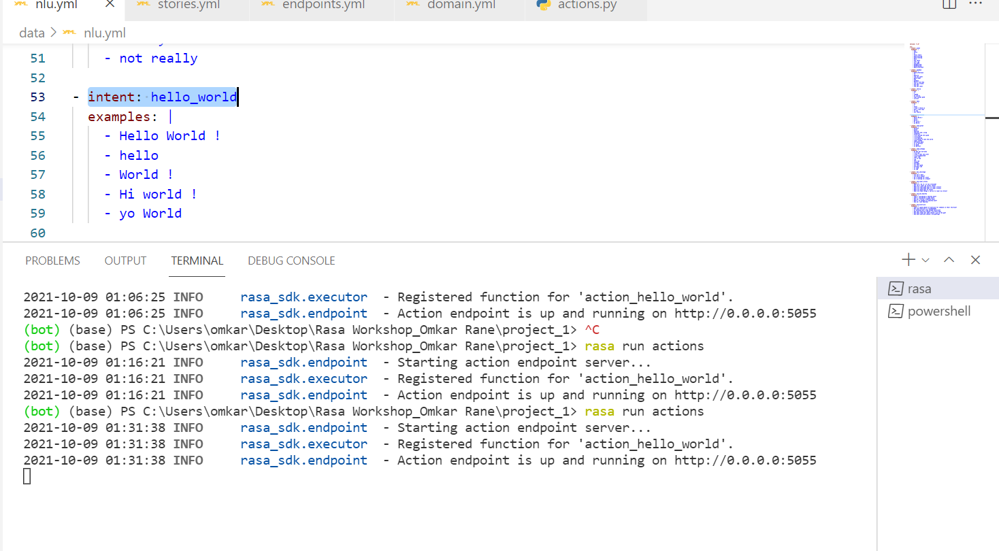 nlu.yml stories.yml endpoints.yml domain.yml actions.py
data > nlu.yml
51 - not really
52
53 - intent: hello_world
54 examples: |
55 - Hello World !
56 - hello
57 - World !
58 - Hi world !
59 - yo World
60
PROBLEMS OUTPUT TERMINAL DEBUG CONSOLE
2021-10-09 01:06:25 INFO rasa_sdk.executor - Registered function for 'action_hello_world'.
2021-10-09 01:06:25 INFO rasa_sdk.endpoint - Action endpoint is up and running on http://0.0.0.0:5055
(bot) (base) PS C:\Users\omkar\Desktop\Rasa Workshop_Omkar Rane\project_1> ^C
(bot) (base) PS C:\Users\omkar\Desktop\Rasa Workshop_Omkar Rane\project_1> rasa run actions
2021-10-09 01:16:21 INFO rasa_sdk.endpoint - Starting action endpoint server...
2021-10-09 01:16:21 INFO rasa_sdk.executor - Registered function for 'action_hello_world'.
2021-10-09 01:16:21 INFO rasa_sdk.endpoint - Action endpoint is up and running on http://0.0.0.0:5055
(bot) (base) PS C:\Users\omkar\Desktop\Rasa Workshop_Omkar Rane\project_1> rasa run actions
2021-10-09 01:31:38 INFO rasa_sdk.endpoint - Starting action endpoint server...
2021-10-09 01:31:38 INFO rasa_sdk.executor - Registered function for 'action_hello_world'.
2021-10-09 01:31:38 INFO rasa_sdk.endpoint - Action endpoint is up and running on http://0.0.0.0:5055
rasa
powershell